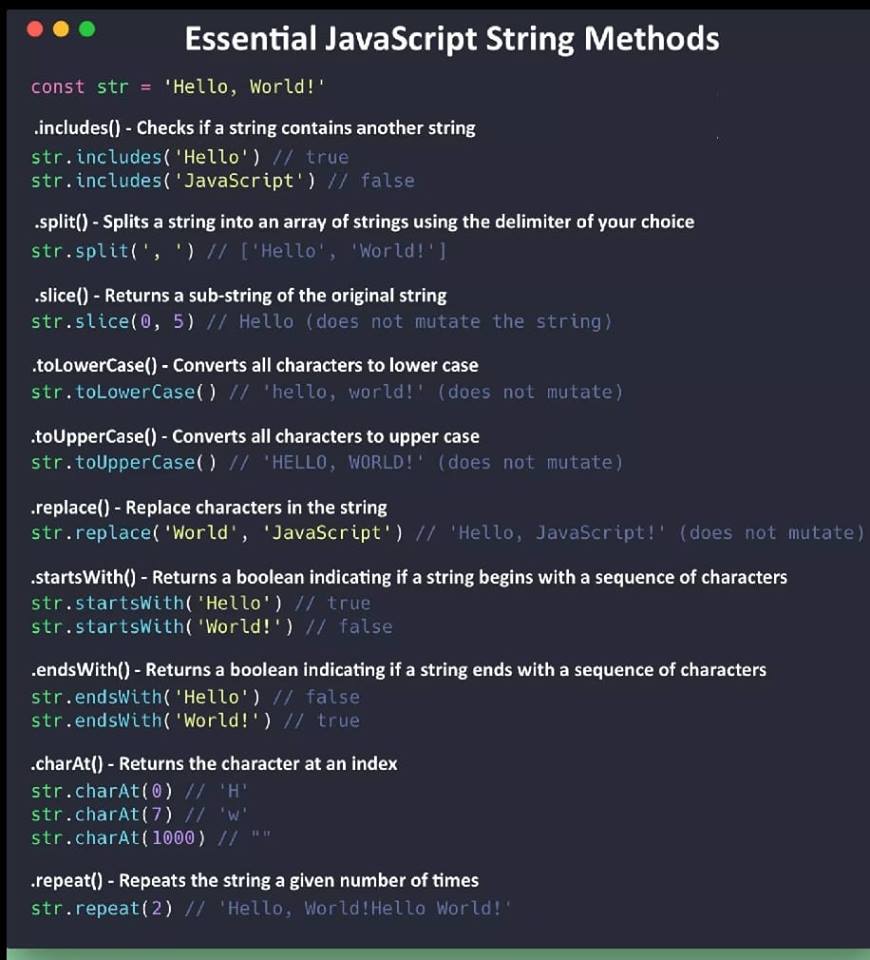 Essential JavaScript String Methods
const str = 'Hello, World!'
.includes() - Checks if a string contains another string
str.includes('Hello') // true
str.includes('JavaScript') // false
.split() - Splits a string into an array of strings using the delimiter of your choice
str.split(', ') // ['Hello', 'World!']
.slice() - Returns a sub-string of the original string
str.slice(0, 5) // Hello (does not mutate the string)
.toLowerCase() - Converts all characters to lower case
str.toLowerCase() // 'hello, world!' (does not mutate)
.toUpperCase() - Converts all characters to upper case
str.toUpperCase() // 'HELLO, WORLD!' (does not mutate)
.replace() - Replace characters in the string
str.replace('World', 'JavaScript') // 'Hello, JavaScript!' (does not mutate)
.startsWith() - Returns a boolean indicating if a string begins with a sequence of characters
str.startsWith('Hello') // true
str.startsWith('World!') // false
.endsWith() - Returns a boolean indicating if a string ends with a sequence of characters
str.endsWith('Hello') // false
str.endsWith('World!') // true
.charAt() - Returns the character at an index
str.charAt(0) // 'H'
str.charAt(7) // 'w'
str.charAt(1000) // ""
.repeat() - Repeats the string a given number of times
str.repeat(2) // 'Hello, World!Hello World!'